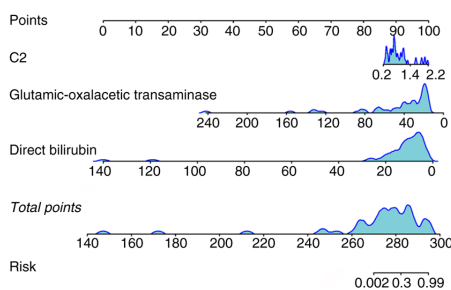 Points
0 10 20 30 40 50 60 70 80 90 100
C2
0.2 1.4 2.2
Glutamic-oxalacetic transaminase
240 200 160 120 80 40 0
Direct bilirubin
140 120 100 80 60 40 20 0
Total points
140 160 180 200 220 240 260 280 300
Risk
0.002 0.3 0.99